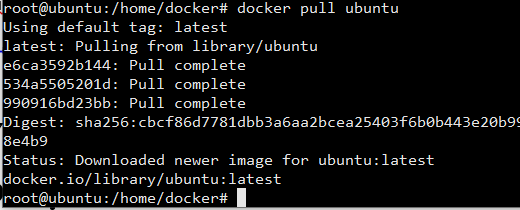 root@ubuntu:/home/docker# docker pull ubuntu
Using default tag: latest
latest: Pulling from library/ubuntu
e6ca3592b144: Pull complete
534a5505201d: Pull complete
990916bd23bb: Pull complete
Digest: sha256:cbcf86d7781dbb3a6aa2bcea25403f6b0b443e20b99
8e4b9
Status: Downloaded newer image for ubuntu:latest
docker.io/library/ubuntu:latest
root@ubuntu:/home/docker#